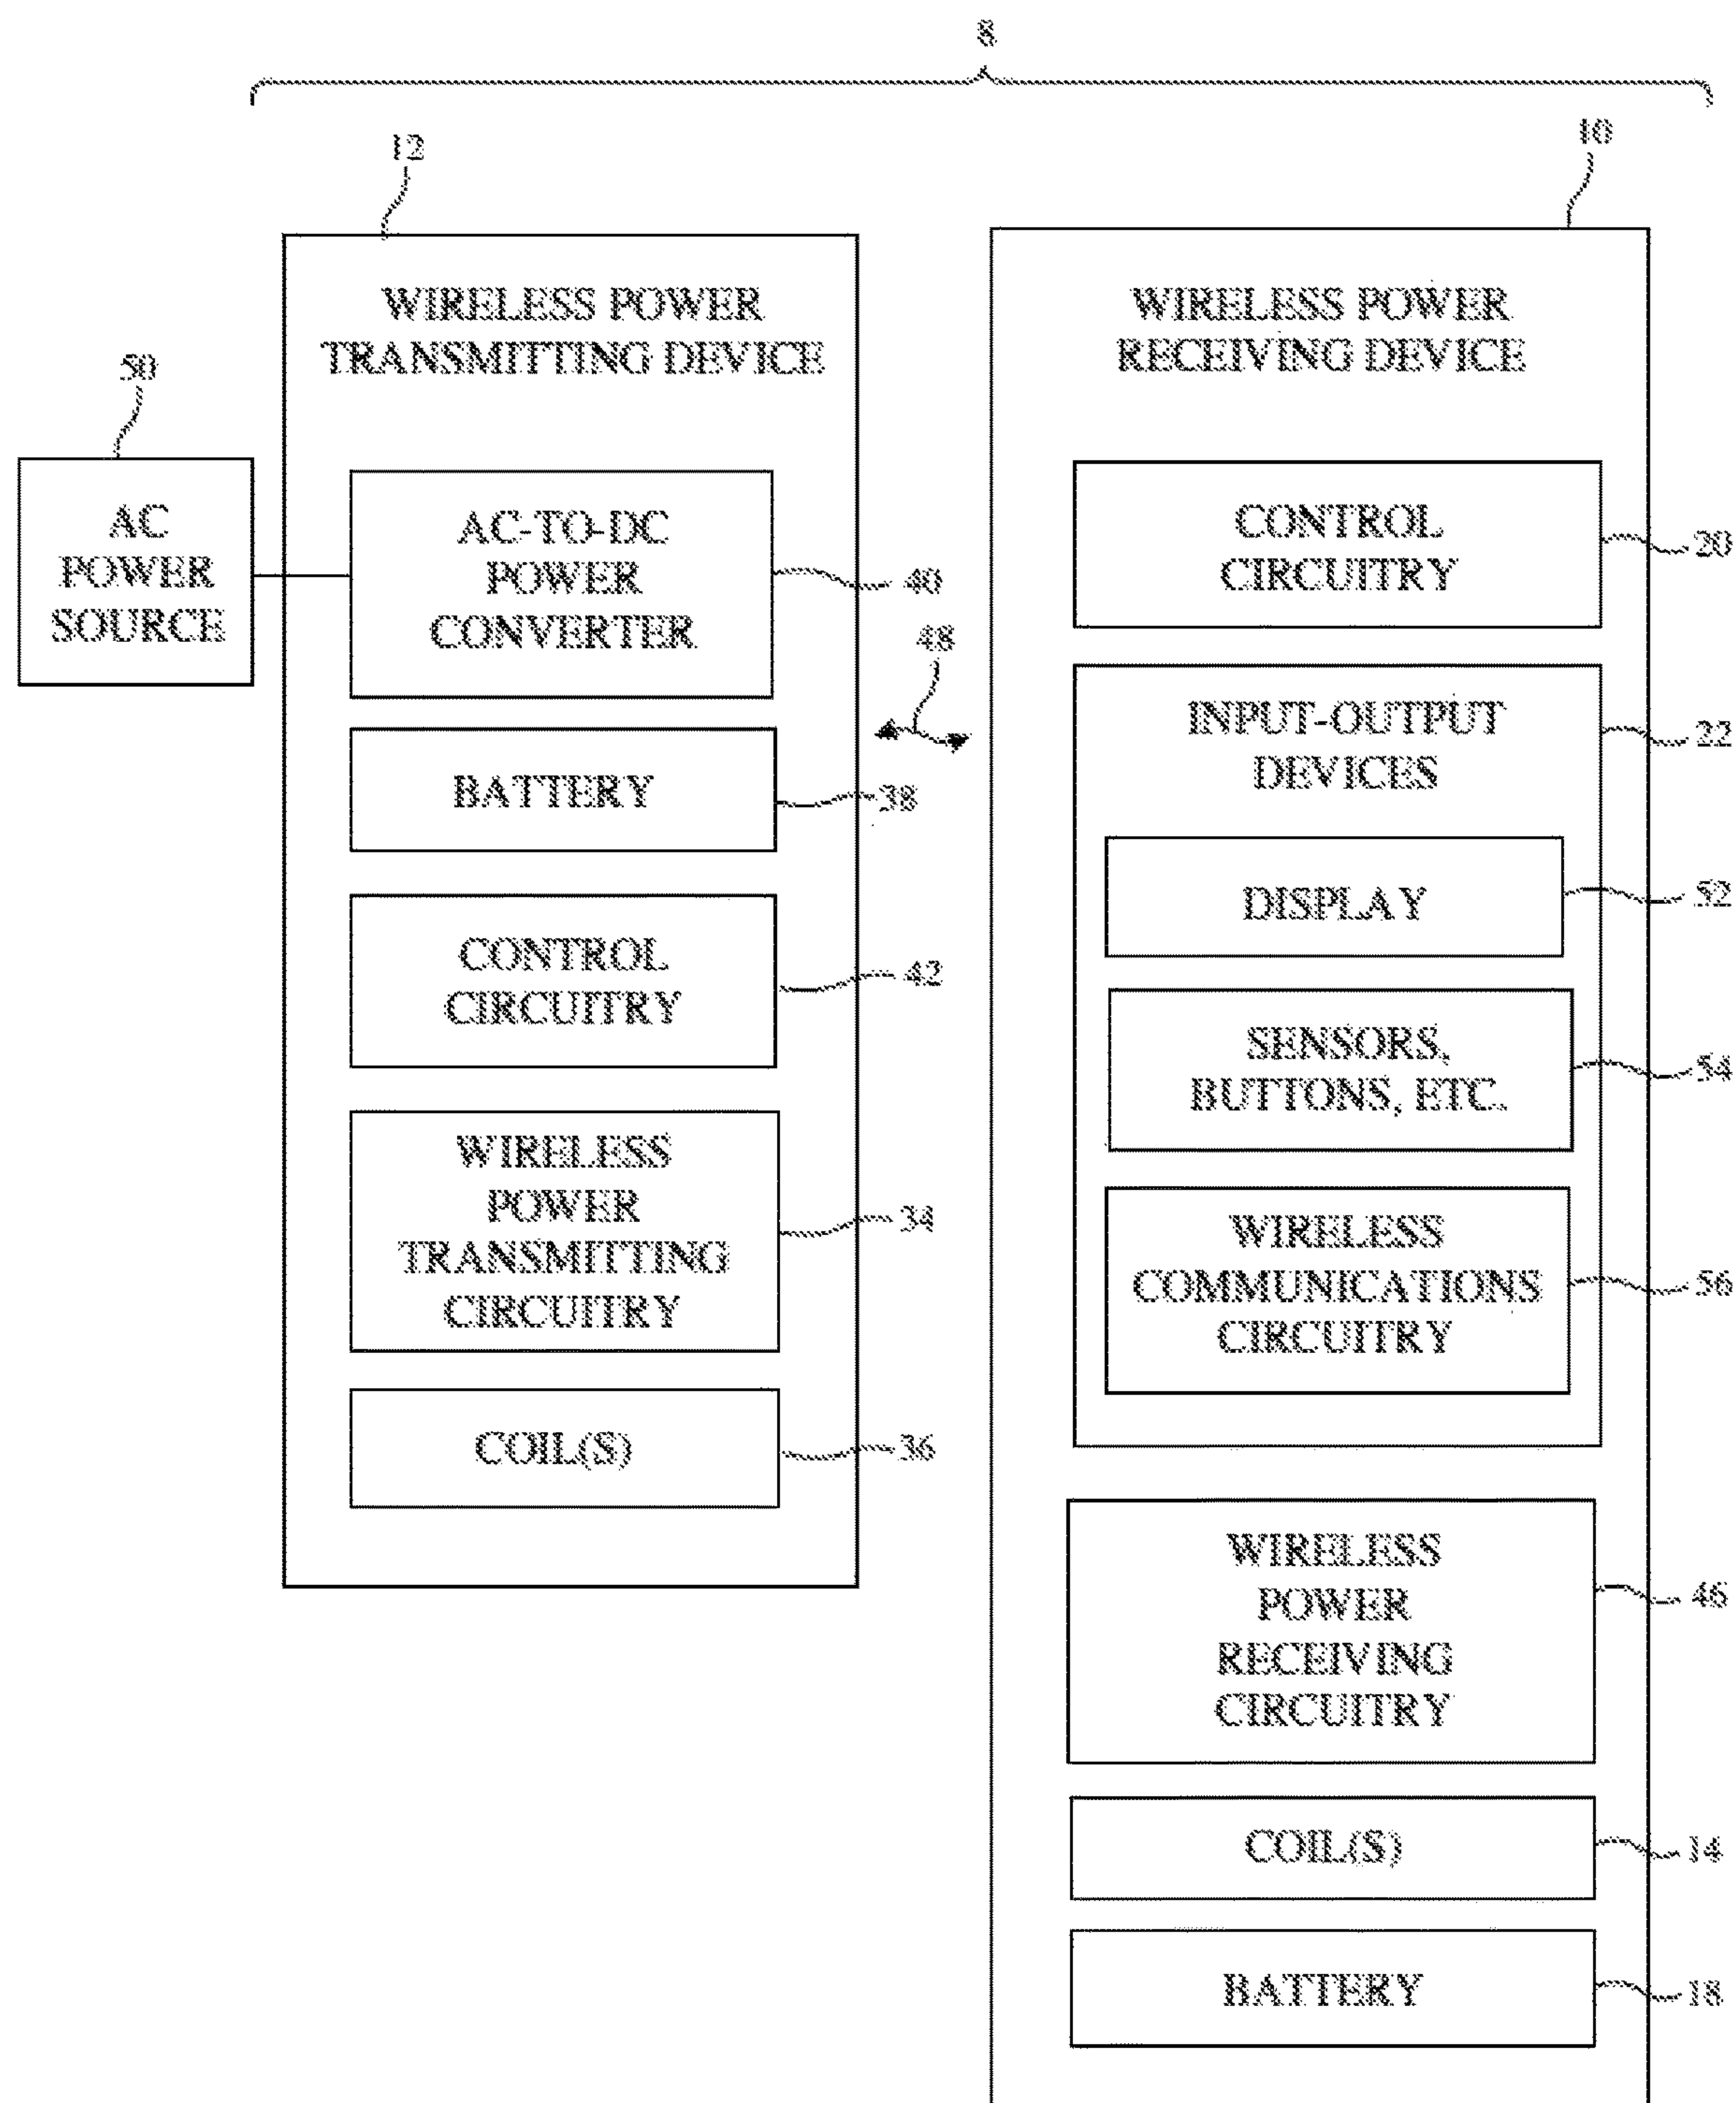 8
12
10
WIRELESS POWER
TRANSMITTING DEVICE
50
AC
POWER
SOURCE
AC-TO-DC
POWER
CONVERTER
40
48
BATTERY
38
CONTROL
CIRCUITRY
42
WIRELESS
POWER
TRANSMITTING
CIRCUITRY
34
COIL(S)
36
WIRELESS POWER
RECEIVING DEVICE
CONTROL
CIRCUITRY
20
INPUT-OUTPUT
DEVICES
22
DISPLAY
52
SENSORS,
BUTTONS, ETC.
54
WIRELESS
COMMUNICATIONS
CIRCUITRY
56
WIRELESS
POWER
RECEIVING
CIRCUITRY
46
COIL(S)
14
BATTERY
18